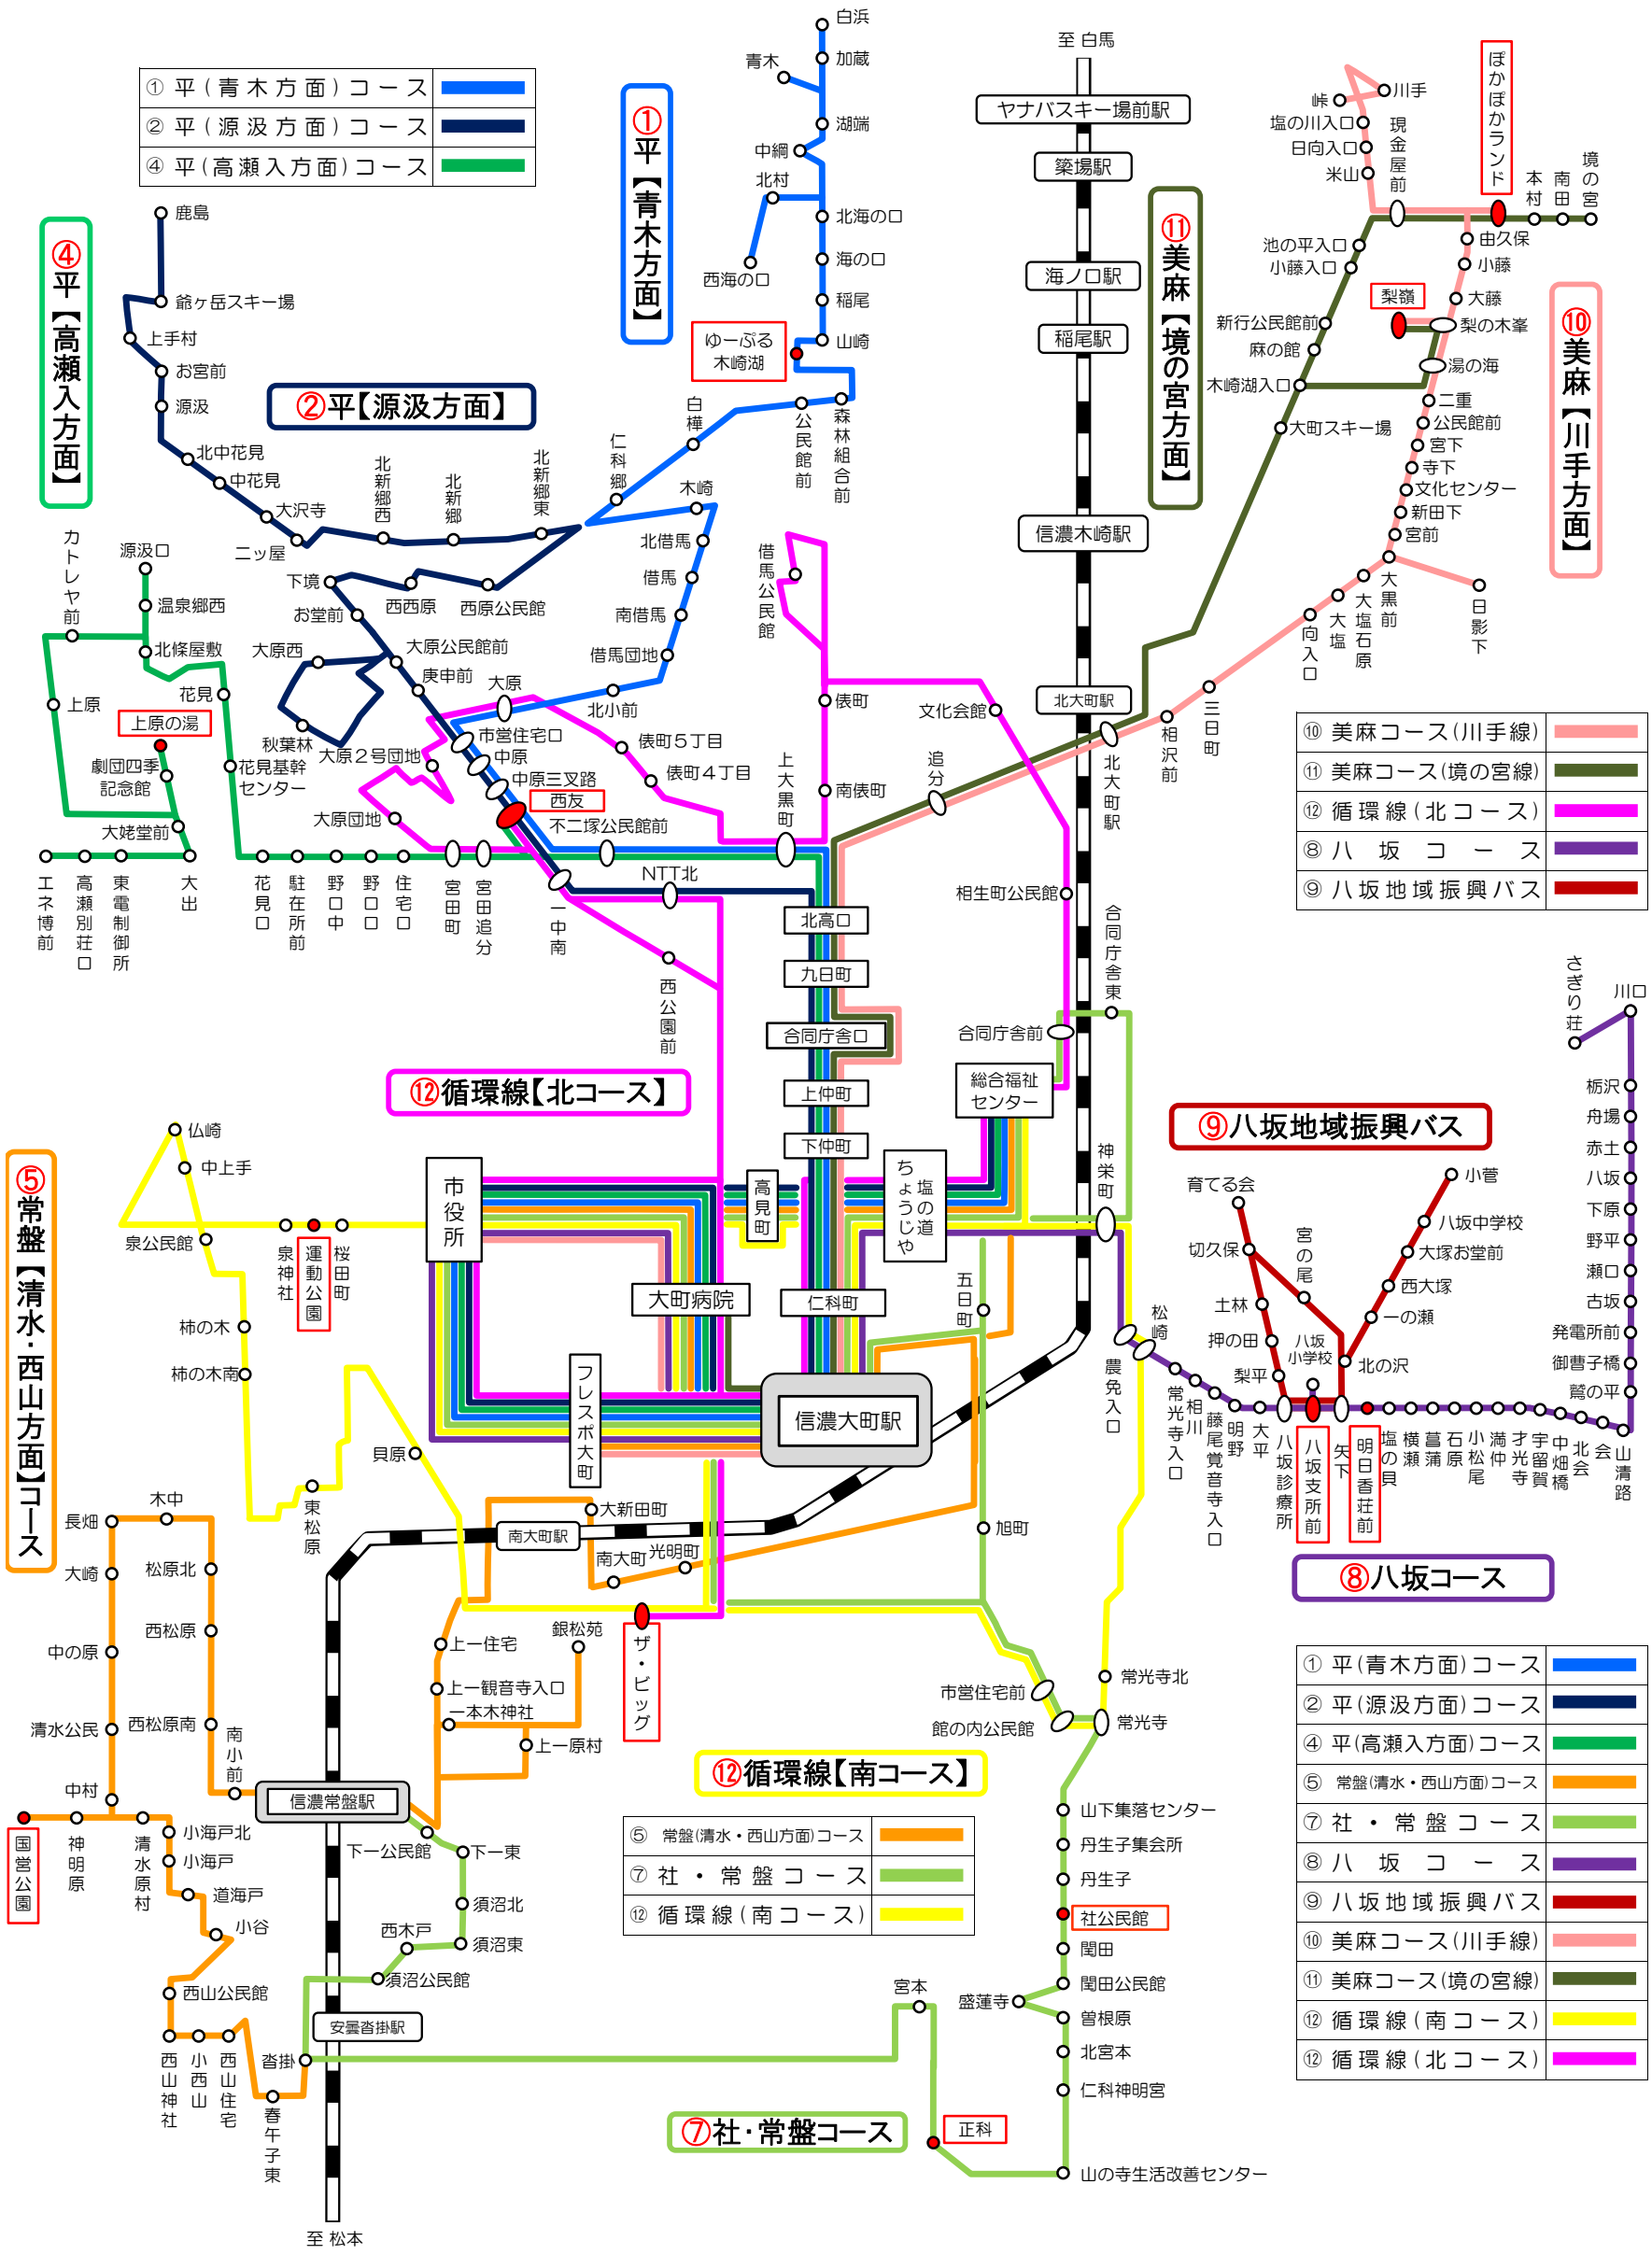 ① 平(青木方面)コース
② 平(源汲方面)コース
④ 平(高瀬入方面)コース
④平【高瀬入方面】
①平【青木方面】
②平【源汲方面】
⑪美麻【境の宮方面】
⑩美麻【川手方面】
白浜
加蔵
青木
湖端
中綱
北村
北海の口
西海の口
海の口
稲尾
山崎
ゆーぷる
木崎湖
森林組合前
公民館前
白樺
仁科郷
木崎
北借馬
借馬
南借馬
借馬団地
北小前
大原
市営住宅口
中原
中原三叉路
西友
不二塚公民館前
鹿島
爺ヶ岳スキー場
上手村
お宮前
源汲
北中花見
中花見
大沢寺
二ッ屋
北新郷西
北新郷
北新郷東
下境
西西原
西原公民館
お堂前
大原公民館前
大原西
庚申前
秋葉林
大原2号団地
大原団地
カトレヤ前
源汲口
温泉郷西
北條屋敷
花見
上原
上原の湯
劇団四季
記念館
花見基幹
センター
大姥堂前
エネ博前
高瀬別荘口
東電制御所
大出
花見口
駐在所前
野口中
野口口
住宅口
宮田町
宮田追分
一中南
NTT北
西公園前
借馬公民館
俵町
俵町5丁目
俵町4丁目
上大黒町
南俵町
文化会館
追分
相生町公民館
合同庁舎東
合同庁舎前
総合福祉
センター
至 白馬
ヤナバスキー場前駅
簗場駅
海ノ口駅
稲尾駅
信濃木崎駅
北大町駅
北大町駅
相沢前
三日町
向入口
大塩
大塩石原
大黒前
日影下
宮前
新田下
文化センター
寺下
宮下
公民館前
二重
湯の海
梨の木峯
梨嶺
大藤
小藤
由久保
ぽかぽかランド
本村
南田
境の宮
現金屋前
峠
川手
塩の川入口
日向入口
米山
池の平入口
小藤入口
新行公民館前
麻の館
木崎湖入口
大町スキー場
⑩ 美麻コース(川手線)
⑪ 美麻コース(境の宮線)
⑫ 循環線(北コース)
⑧ 八坂コース
⑨ 八坂地域振興バス
北高口
九日町
合同庁舎口
上仲町
下仲町
⑫循環線【北コース】
市役所
高見町
ちょうじや
塩の道
神栄町
大町病院
仁科町
フレスポ大町
信濃大町駅
五日町
旭町
松崎
農免入口
⑤常盤【清水・西山方面】コース
仏崎
中上手
泉公民館
泉神社
運動公園
桜田町
柿の木
柿の木南
貝原
東松原
木中
長畑
大崎
松原北
西松原
中の原
清水公民
西松原南
南小前
中村
国営公園
神明原
清水原村
小海戸北
小海戸
道海戸
小谷
西山公民館
西山神社
小西山
西山住宅
春午子東
沓掛
信濃常盤駅
南大町駅
大新田町
南大町
光明町
上一住宅
上一観音寺入口
一本木神社
銀松苑
上一原村
ザ・ビッグ
下一公民館
下一東
須沼北
須沼東
西木戸
須沼公民館
安曇沓掛駅
至 松本
⑨八坂地域振興バス
育てる会
切久保
土林
押の田
梨平
宮の尾
八坂
小学校
小菅
八坂中学校
大塚お堂前
西大塚
一の瀬
北の沢
常光寺入口
相川
藤尾覚音寺入口
明野
大平
八坂診療所
八坂支所前
矢下
明日香荘前
塩の貝
横瀬
菖蒲
石原
小松尾
満仲
才光寺
宇留賀
中畑橋
北会
会
山清路
さぎり荘
川口
栃沢
舟場
赤土
八坂
下原
野平
瀬口
古坂
発電所前
御曹子橋
鷲の平
⑧八坂コース
市営住宅前
館の内公民館
常光寺北
常光寺
⑫循環線【南コース】
⑤ 常盤(清水・西山方面)コース
⑦ 社・常盤コース
⑫ 循環線(南コース)
山下集落センター
丹生子集会所
丹生子
社公民館
閏田
閏田公民館
盛蓮寺
曽根原
北宮本
仁科神明宮
宮本
正科
山の寺生活改善センター
⑦社・常盤コース
① 平(青木方面)コース
② 平(源汲方面)コース
④ 平(高瀬入方面)コース
⑤ 常盤(清水・西山方面)コース
⑦ 社・常盤コース
⑧ 八坂コース
⑨ 八坂地域振興バス
⑩ 美麻コース(川手線)
⑪ 美麻コース(境の宮線)
⑫ 循環線(南コース)
⑫ 循環線(北コース)